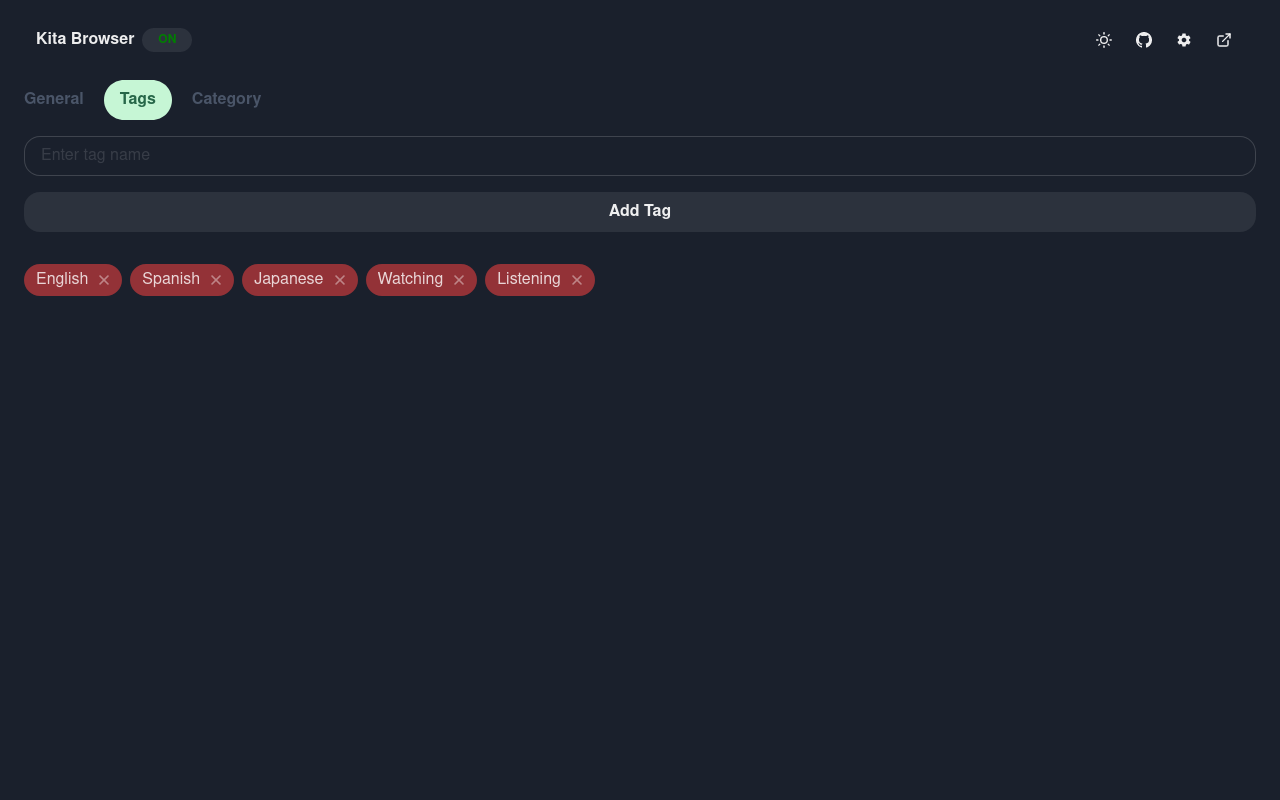 Kita Browser ON
General Tags Category
Enter tag name
Add Tag
English Spanish Japanese Watching Listening